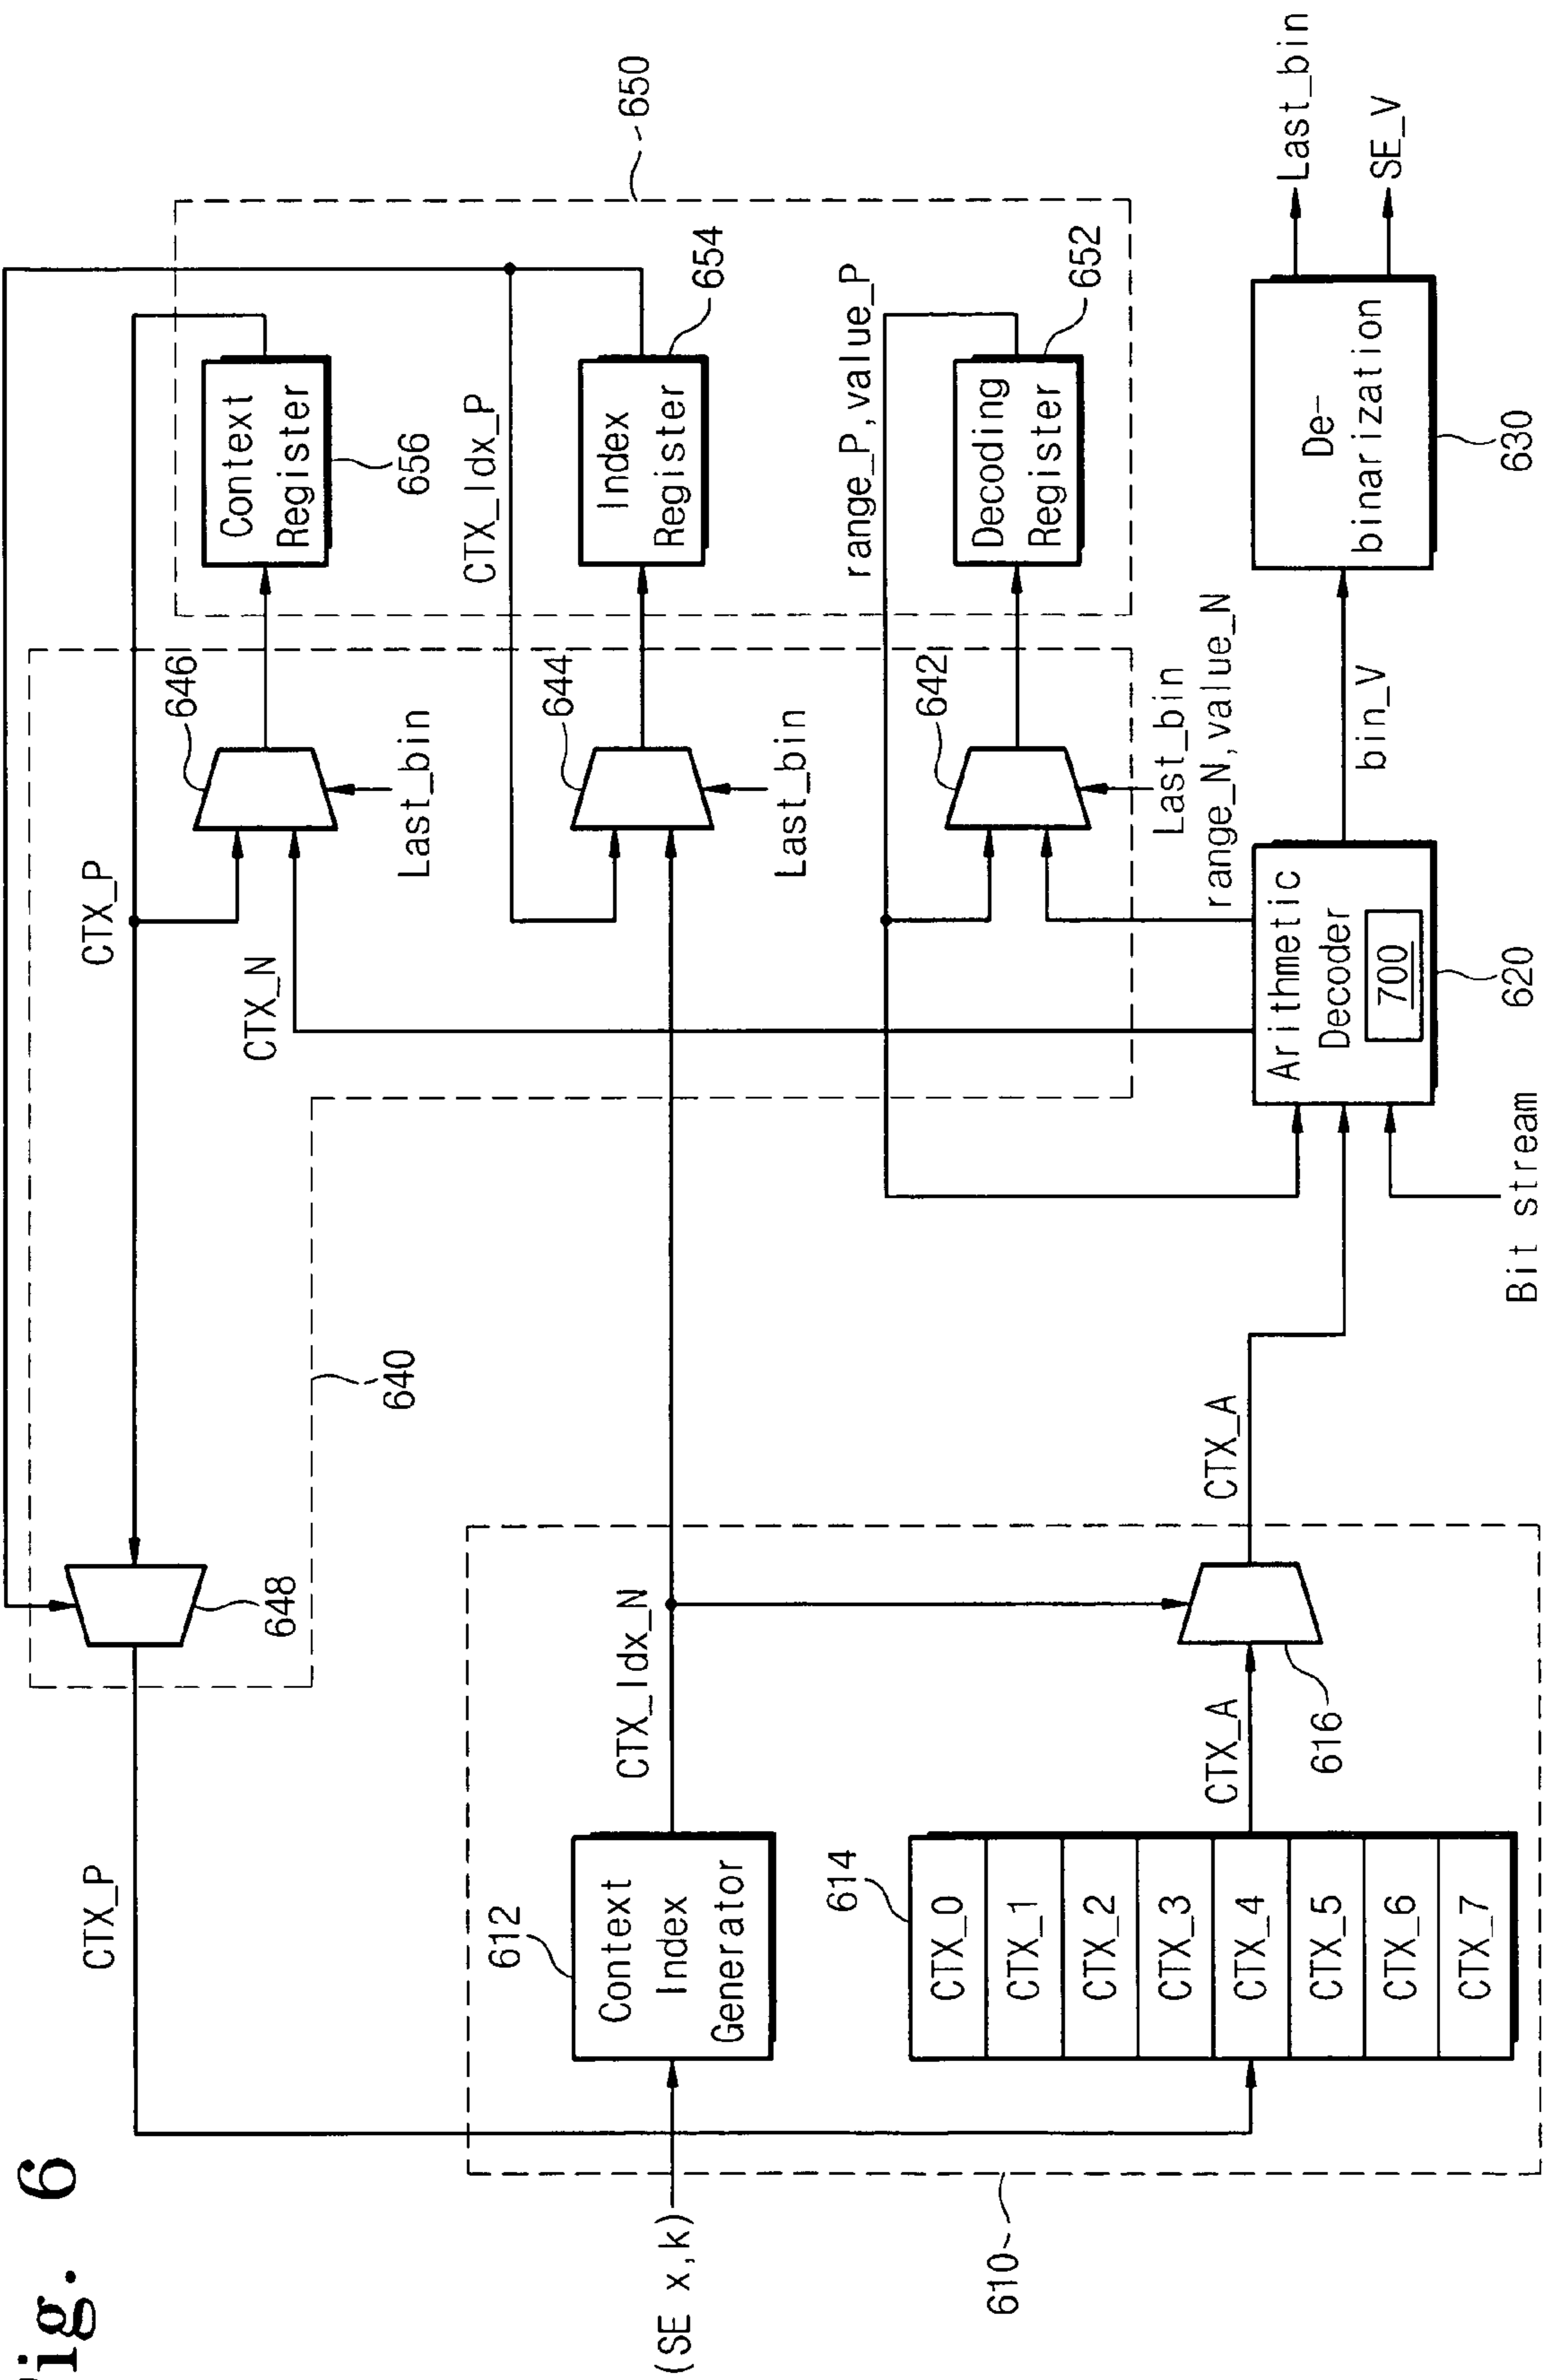 Fig. 6
CTX_P
CTX_P
CTX_N
646
Last_bin
Context
Register
656
650
648
640
CTX_Idx_P
644
Last_bin
Index
Register
654
(SE x,k)
612
Context
Index
Generator
CTX_Idx_N
range_P,value_P
642
Last_bin
range_N,value_N
Decoding
Register
652
610
614
CTX_0
CTX_1
CTX_2
CTX_3
CTX_4
CTX_5
CTX_6
CTX_7
CTX_A
616
CTX_A
Bit stream
Arithmetic
Decoder
700
620
bin_V
De-
binarization
630
Last_bin
SE_V